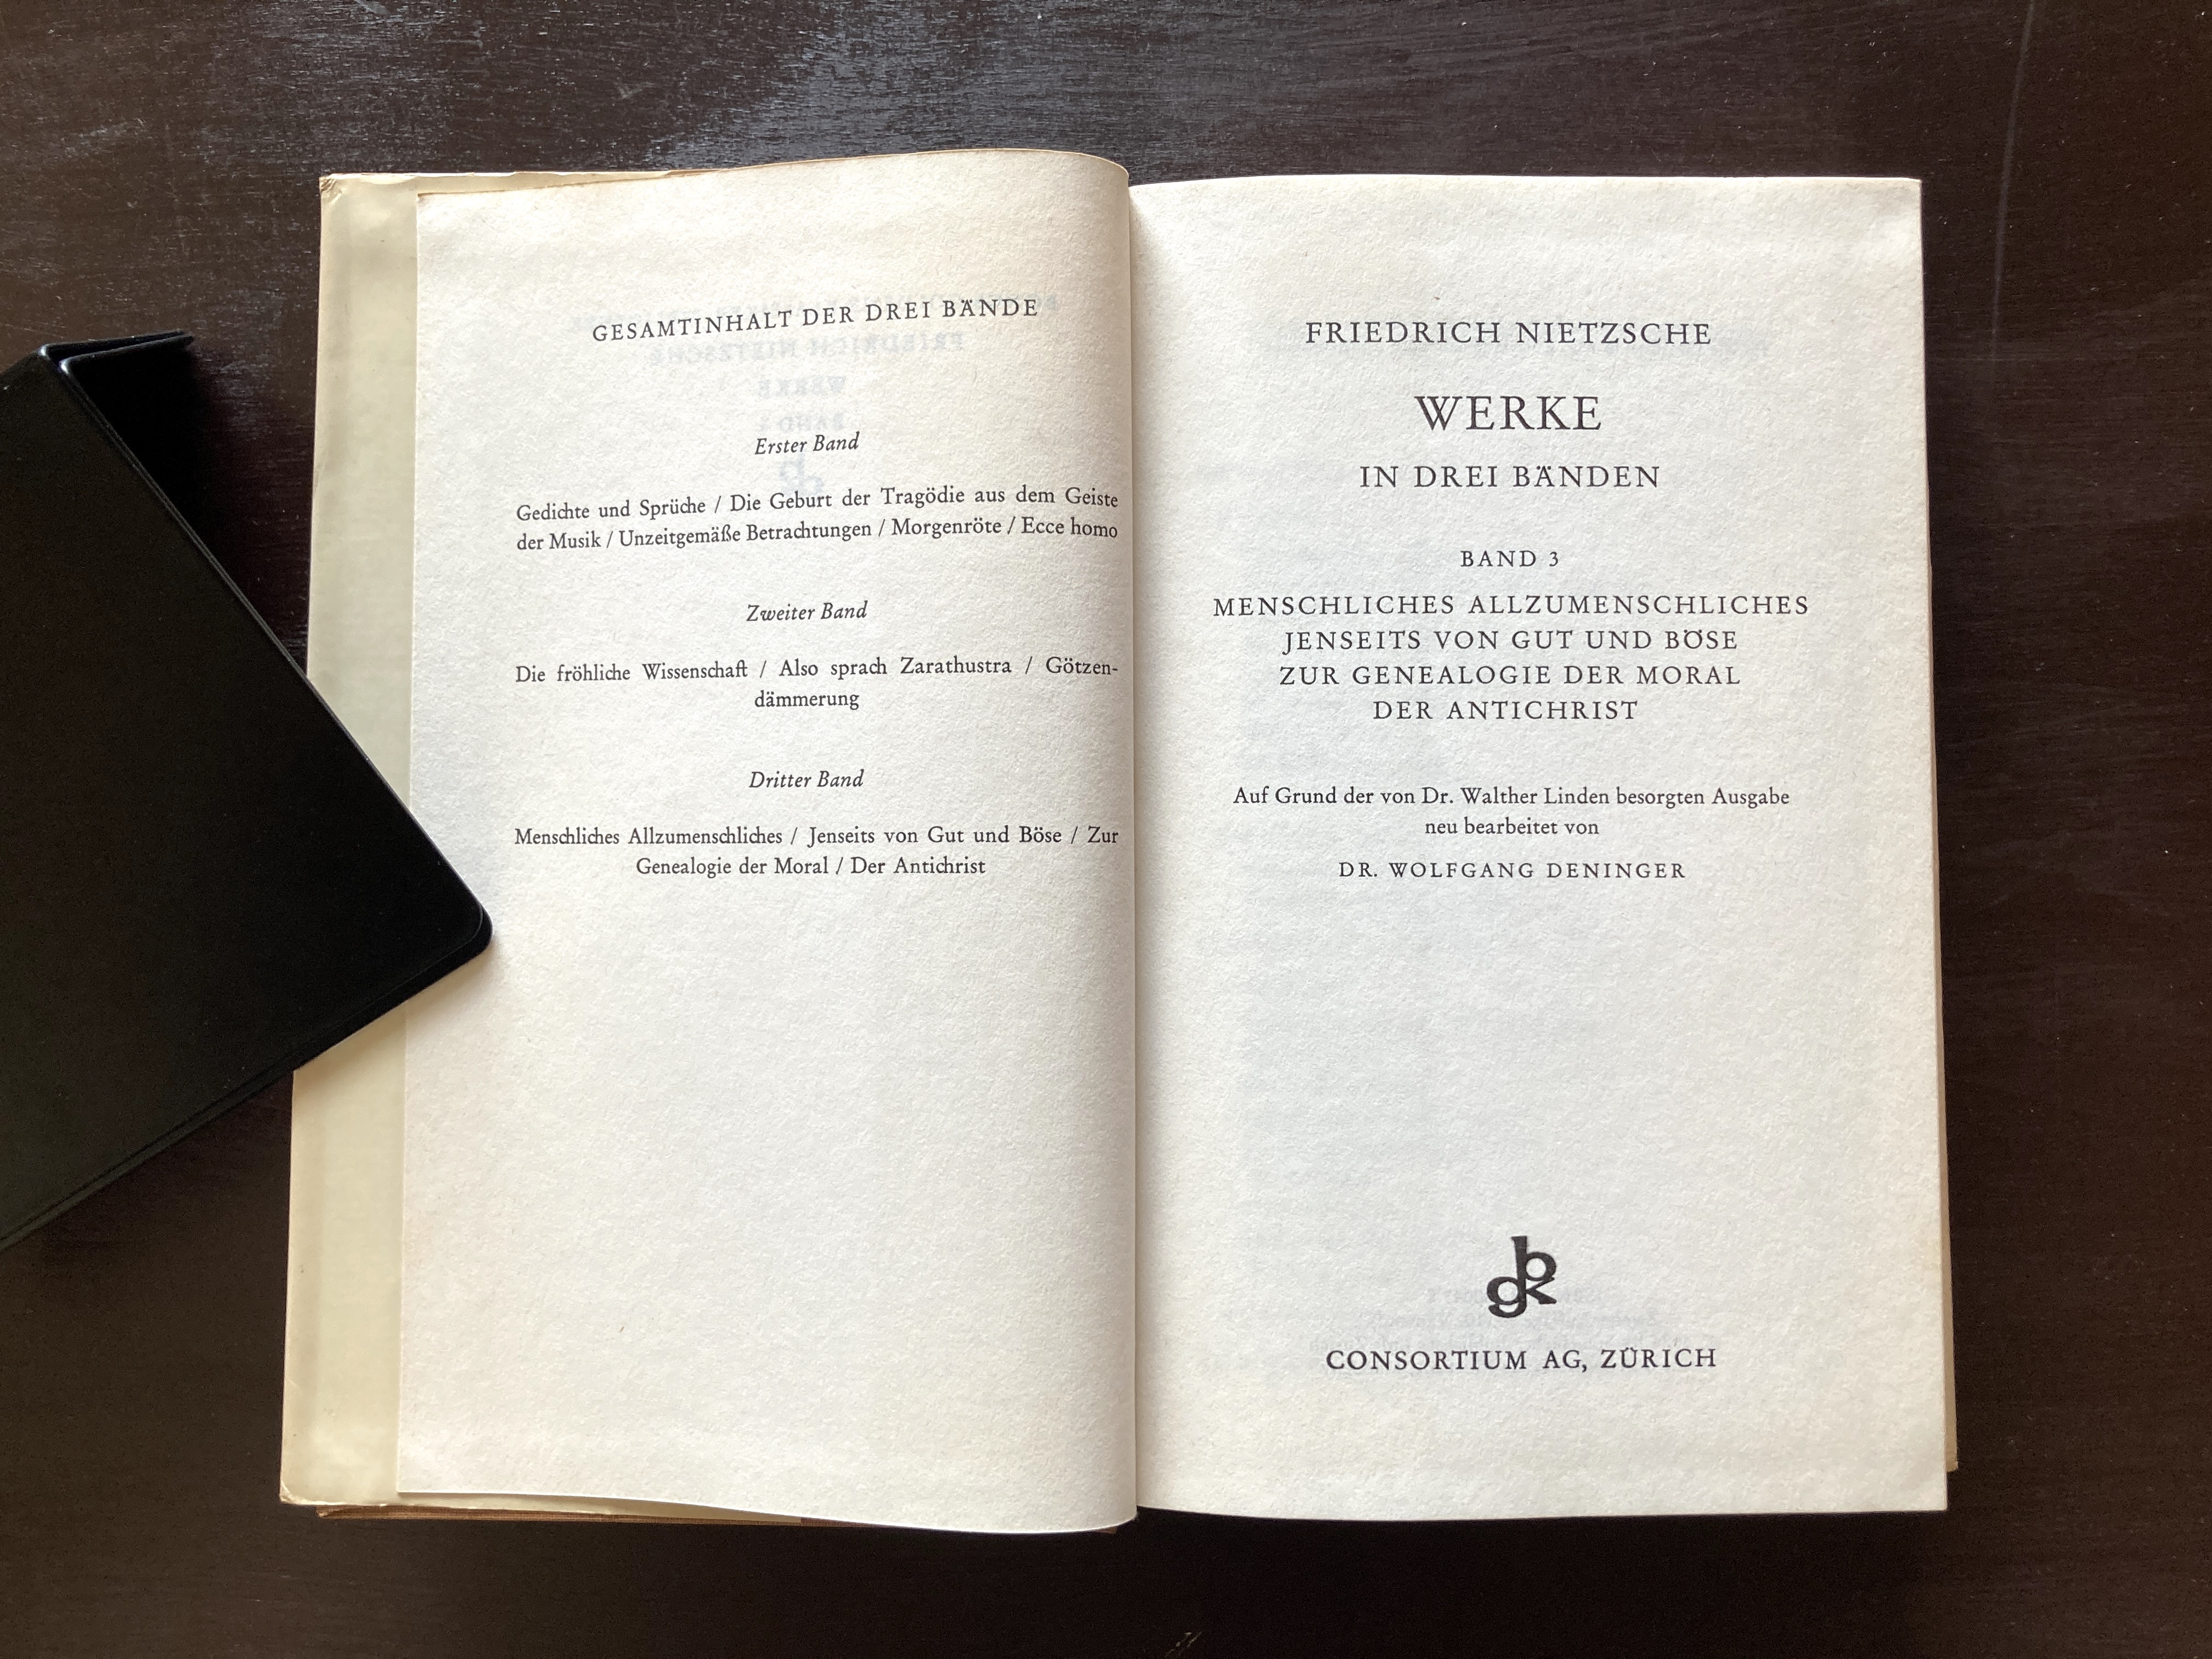 GESAMTINHALT DER DREI BÄNDE
Erster Band
Gedichte und Sprüche / Die Geburt der Tragödie aus dem Geiste
der Musik / Unzeitgemäße Betrachtungen / Morgenröte / Ecce homo
Zweiter Band
Die fröhliche Wissenschaft / Also sprach Zarathustra / Götzen-
dämmerung
Dritter Band
Menschliches Allzumenschliches / Jenseits von Gut und Böse / Zur
Genealogie der Moral / Der Antichrist
FRIEDRICH NIETZSCHE
WERKE
IN DREI BÄNDEN
BAND 3
MENSCHLICHES ALLZUMENSCHLICHES
JENSEITS VON GUT UND BÖSE
ZUR GENEALOGIE DER MORAL
DER ANTICHRIST
Auf Grund der von Dr. Walther Linden besorgten Ausgabe
neu bearbeitet von
DR. WOLFGANG DENINGER
CONSORTIUM AG, ZÜRICH